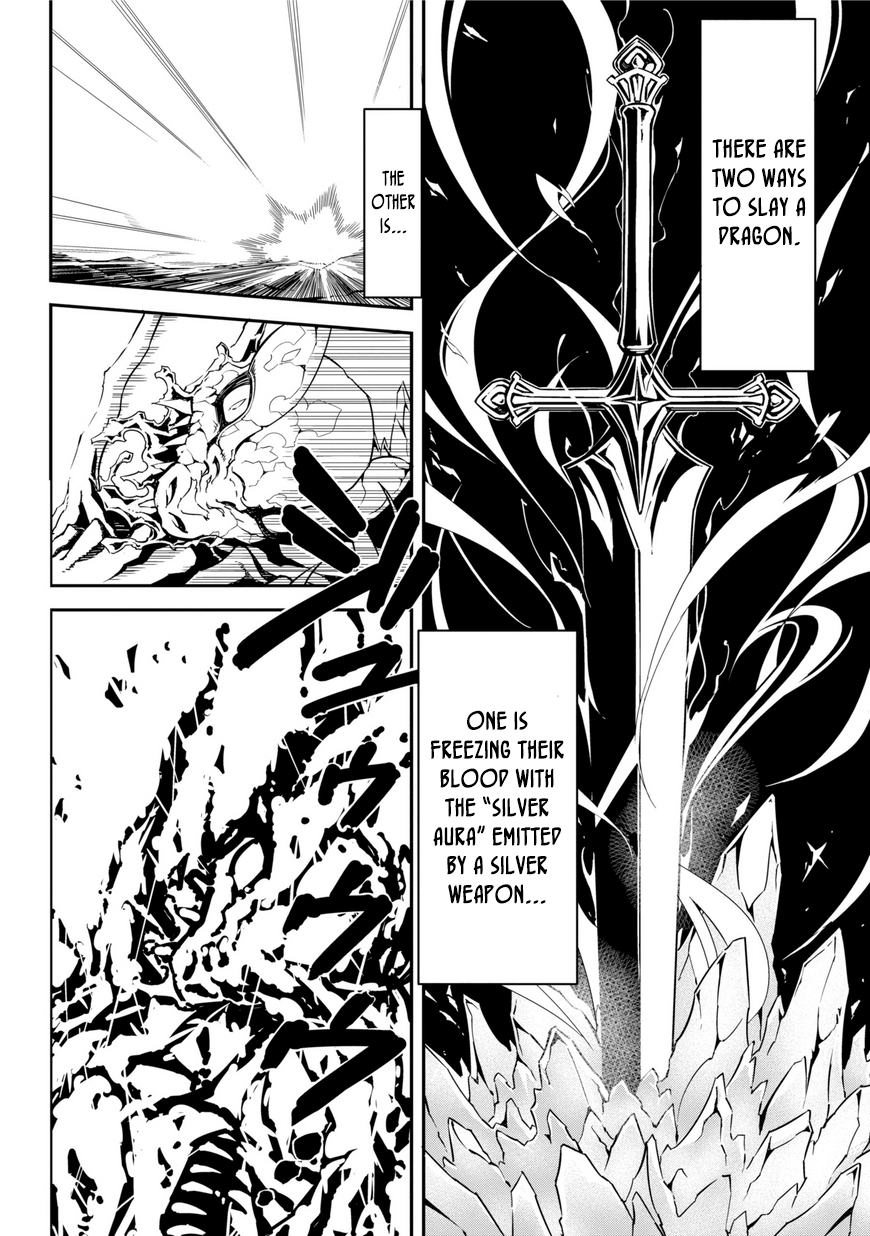 THERE ARE
TWO WAYS
TO SLAY A
DRAGON.
ONE IS
FREEZING THEIR
BLOOD WITH
THE “SILVER
AURA” EMITTED
BY A SILVER
WEAPON...
THE
OTHER
IS...